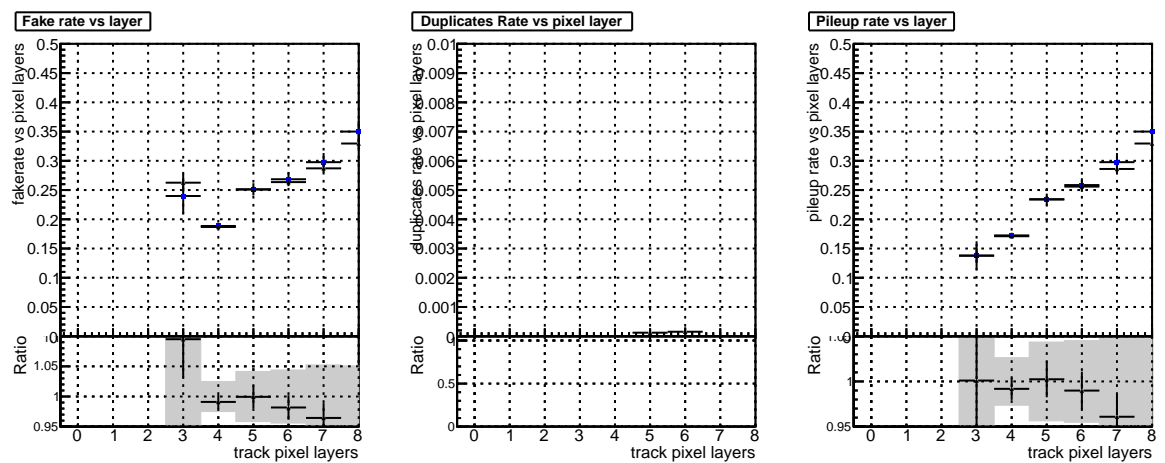 Fake rate vs layer
fakerate vs pixel layers
0.5
0.45
0.4
0.35
0.3
0.25
0.2
0.15
0.1
0.05
0
Ratio
1.05
1
0.95
0 1 2 3 4 5 6 7 8
track pixel layers
Duplicates Rate vs pixel layer
duplicates rate vs pixel layers
0.01
0.009
0.008
0.007
0.006
0.005
0.004
0.003
0.002
0.001
0
Ratio
1
0.5
0
0 1 2 3 4 5 6 7 8
track pixel layers
Pileup rate vs layer
pileup rate vs pixel layers
0.5
0.45
0.4
0.35
0.3
0.25
0.2
0.15
0.1
0.05
0
Ratio
1
0.95
0 1 2 3 4 5 6 7 8
track pixel layers